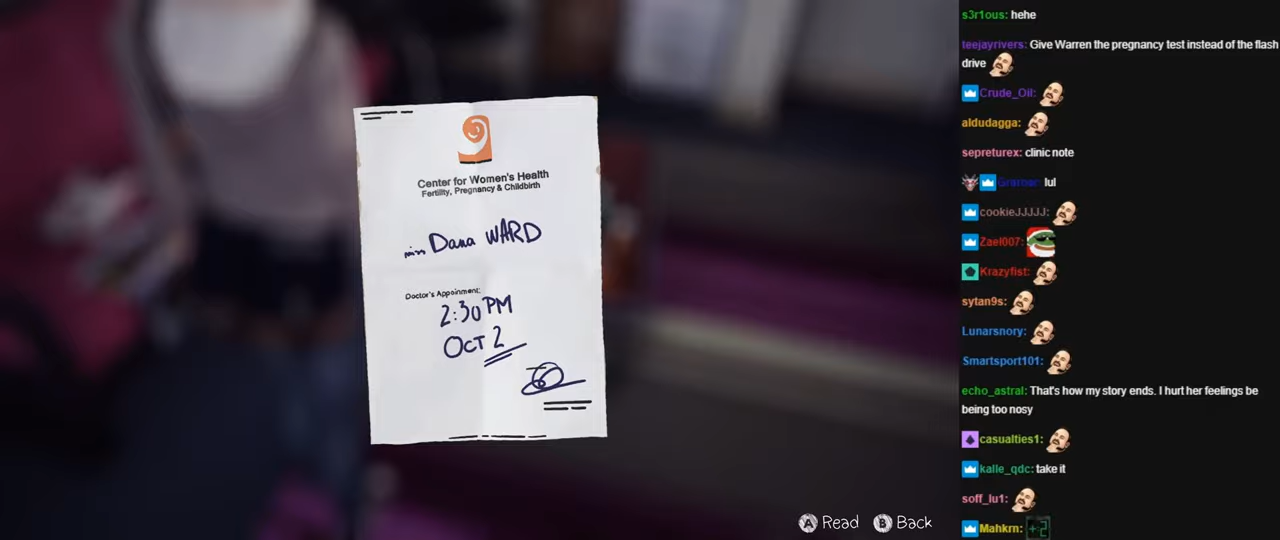 Center for Women's Health
Fertility, Pregnancy & Childbirth
miss Dana WARD
Doctor's Appoinment:
2:30 PM
OCT 2
A Read B Back
s3r1ous: hehe
teejayrivers: Give Warren the pregnancy test instead of the flash
drive
Crude_Oil:
aldudagga:
sepreturex: clinic note
lul
cookieJJJJJ:
Zael007:
Krazyfist:
sytan9s:
Lunarsnory:
Smartsport101:
echo_astral: That's how my story ends. I hurt her feelings be
being too nosy
casualties1:
kalle_qdc: take it
soff_lu1:
Mahkrn: +2